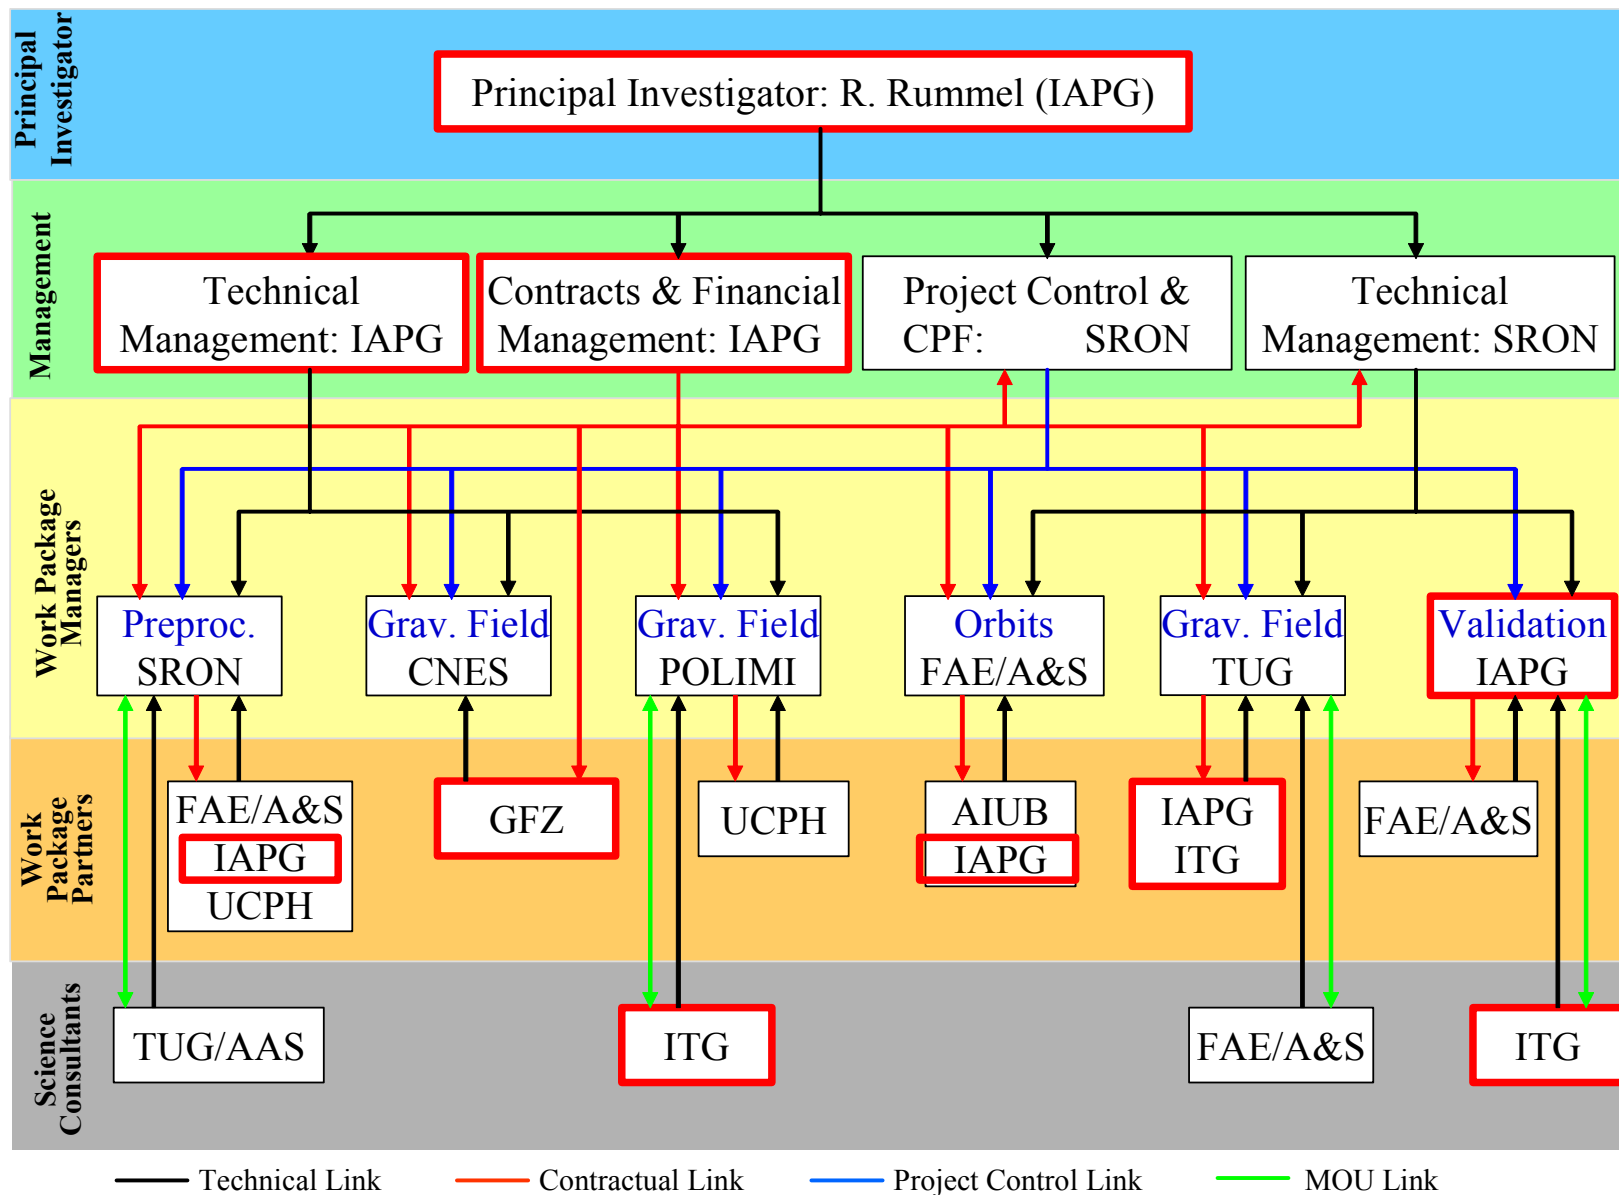 Principal
Investigator
Principal Investigator: R. Rummel (IAPG)
Management
Technical
Management: IAPG
Contracts & Financial
Management: IAPG
Project Control &
CPF: SRON
Technical
Management: SRON
Work Package
Managers
Preproc.
SRON
Grav. Field
CNES
Grav. Field
POLIMI
Orbits
FAE/A&S
Grav. Field
TUG
Validation
IAPG
Work
Package
Partners
FAE/A&S
IAPG
UCPH
GFZ
UCPH
AIUB
IAPG
IAPG
ITG
FAE/A&S
Science
Consultants
TUG/AAS
ITG
FAE/A&S
ITG
Technical Link
Contractual Link
Project Control Link
MOU Link